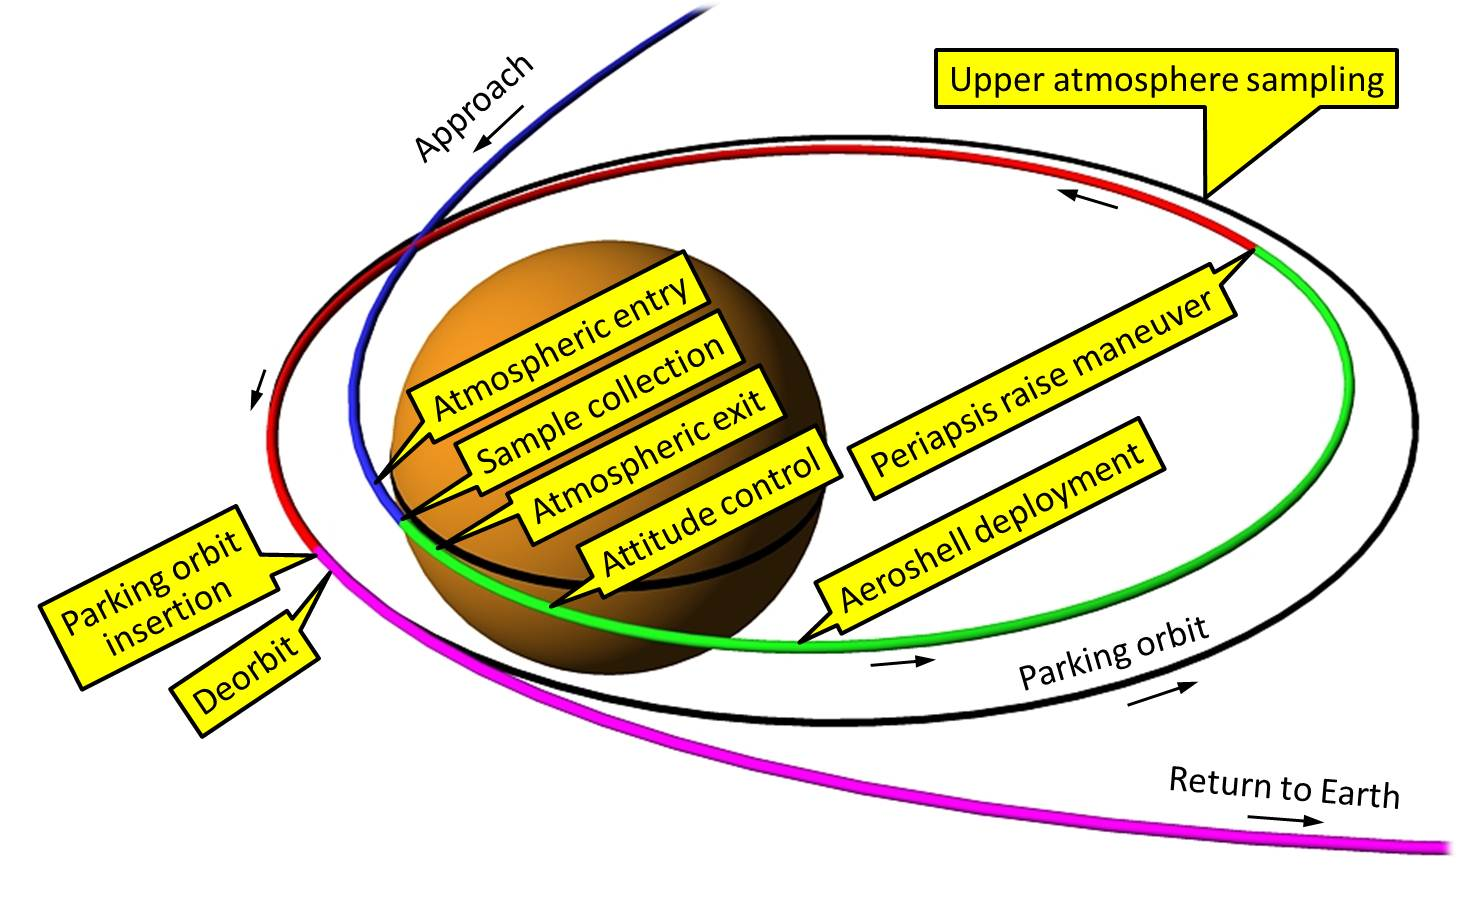 Approach
Upper atmosphere sampling
Atmospheric entry
Sample collection
Atmospheric exit
Attitude control
Periapsis raise maneuver
Aeroshell deployment
Parking orbit
insertion
Deorbit
Parking orbit
Return to Earth